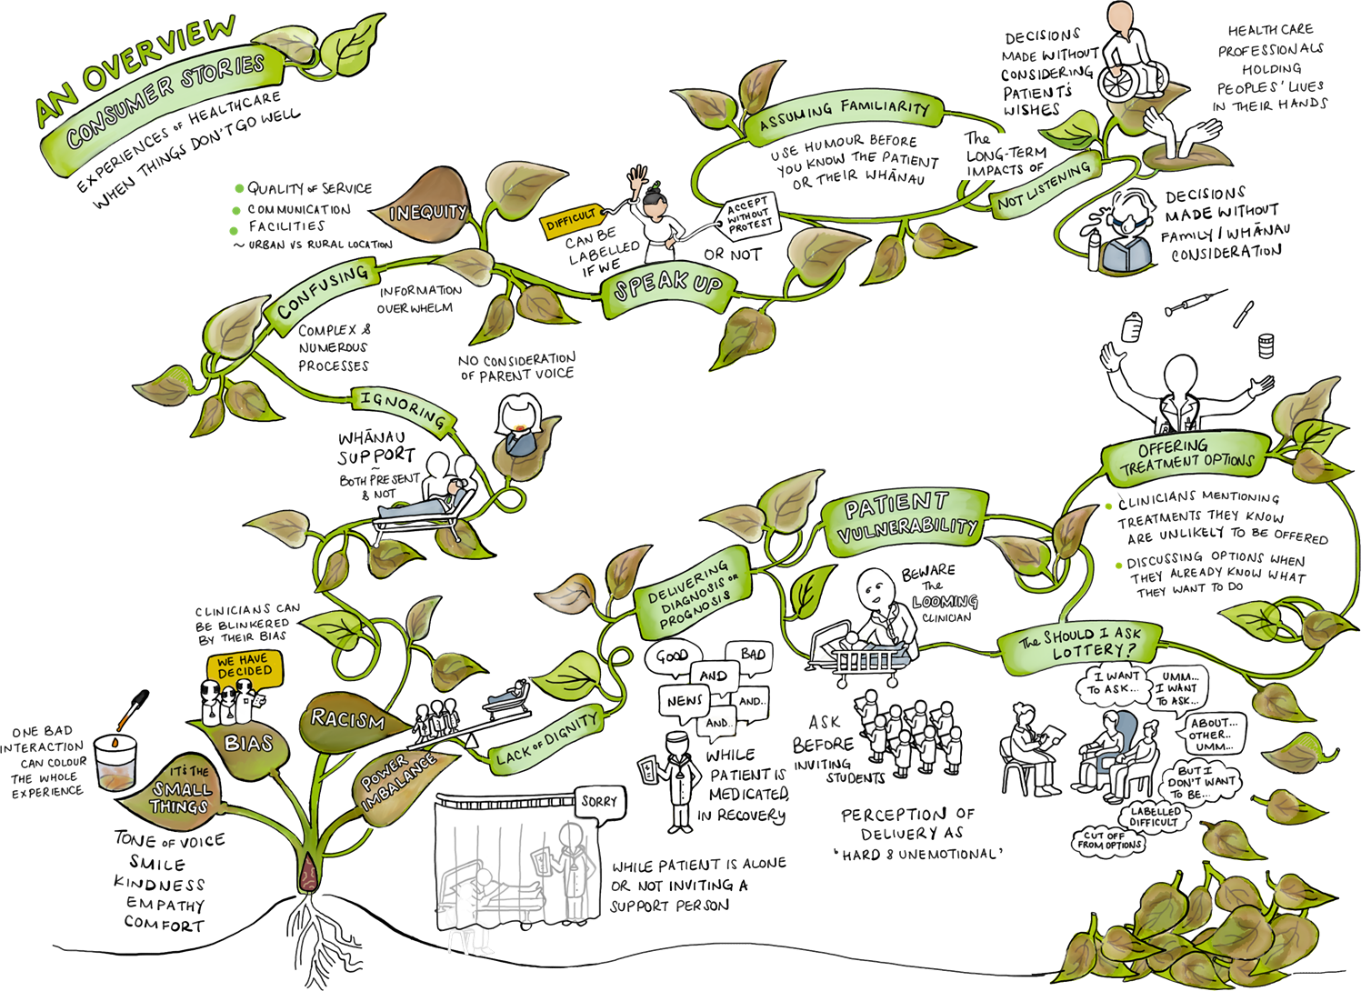 AN OVERVIEW
CONSUMER STORIES
EXPERIENCES OF HEALTHCARE
WHEN THINGS DON'T GO WELL
QUALITY OF SERVICE
COMMUNICATION
FACILITIES
~ URBAN VS RURAL LOCATION
INEQUITY
CONFUSING
INFORMATION
OVERWHELM
COMPLEX &
NUMEROUS
PROCESSES
DIFFICULT
CAN BE
LABELLED
IF WE
SPEAK UP
OR NOT
ACCEPT
WITHOUT
PROTEST
ASSUMING FAMILIARITY
USE HUMOUR BEFORE
YOU KNOW THE PATIENT
OR THEIR WHĀNAU
The
LONG-TERM
IMPACTS OF
NOT LISTENING
DECISIONS
MADE WITHOUT
CONSIDERING
PATIENT'S
WISHES
HEALTHCARE
PROFESSIONALS
HOLDING
PEOPLES' LIVES
IN THEIR HANDS
DECISIONS
MADE WITHOUT
FAMILY/WHĀNAU
CONSIDERATION
IGNORING
NO CONSIDERATION
OF PARENT VOICE
WHĀNAU
SUPPORT
~
BOTH PRESENT
& NOT
CLINICIANS CAN
BE BLINKERED
BY THEIR BIAS
WE HAVE
DECIDED
BIAS
RACISM
POWER
IMBALANCE
IT'S THE
SMALL
THINGS
ONE BAD
INTERACTION
CAN COLOUR
THE WHOLE
EXPERIENCE
TONE OF VOICE
SMILE
KINDNESS
EMPATHY
COMFORT
LACK OF DIGNITY
SORRY
WHILE PATIENT IS ALONE
OR NOT INVITING A
SUPPORT PERSON
DELIVERING
DIAGNOSIS OR
PROGNOSIS
GOOD
AND
BAD
NEWS
AND..
AND..
WHILE
PATIENT IS
MEDICATED,
IN RECOVERY
PATIENT
VULNERABILITY
BEWARE
THE
LOOMING
CLINICIAN
ASK
BEFORE
INVITING
STUDENTS
PERCEPTION OF
DELIVERY AS
'HARD & UNEMOTIONAL'
OFFERING
TREATMENT OPTIONS
CLINICIANS MENTIONING
TREATMENTS THEY KNOW
ARE UNLIKELY TO BE OFFERED
DISCUSSING OPTIONS WHEN
THEY ALREADY KNOW WHAT
THEY WANT TO DO
The SHOULD I ASK
LOTTERY?
I WANT
TO ASK...
UMM...
I WANT
TO ASK...
ABOUT...
OTHER..
UMM...
BUT I
DON'T WANT
TO BE...
LABELLED
DIFFICULT
CUT OFF
FROM OPTIONS